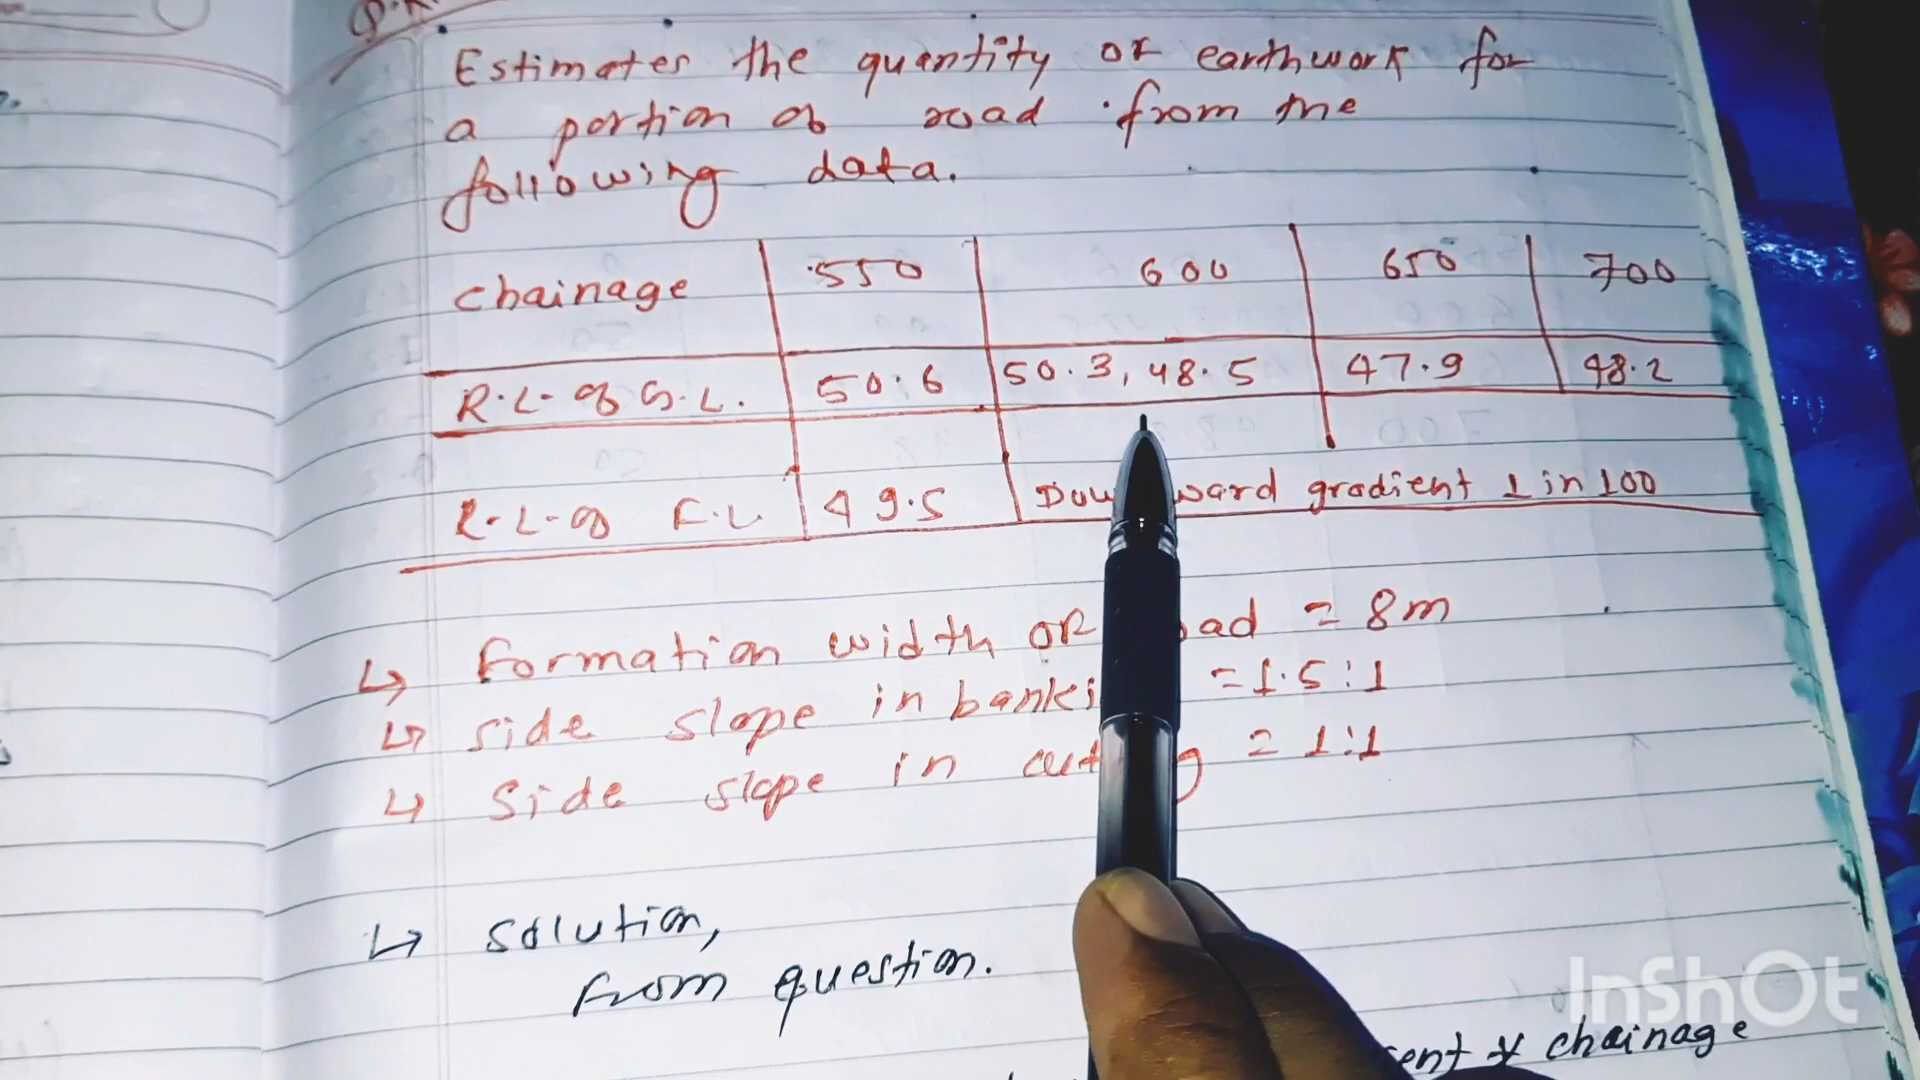 Estimates the quantity of earthwork for
a portion of road from the
following data.
chainage 550 600 650 700
R.L. of G.L. 50.6 50.3, 48.5 47.9 48.2
R.L. of F.L. 49.5 Dow ward gradient 1 in 100
↳ formation width of oad = 8m
↳ side slope in banki = 1.5:1
↳ side slope in cut g = 1:1
↳ solution,
from question.
ent * chainage
InShOt